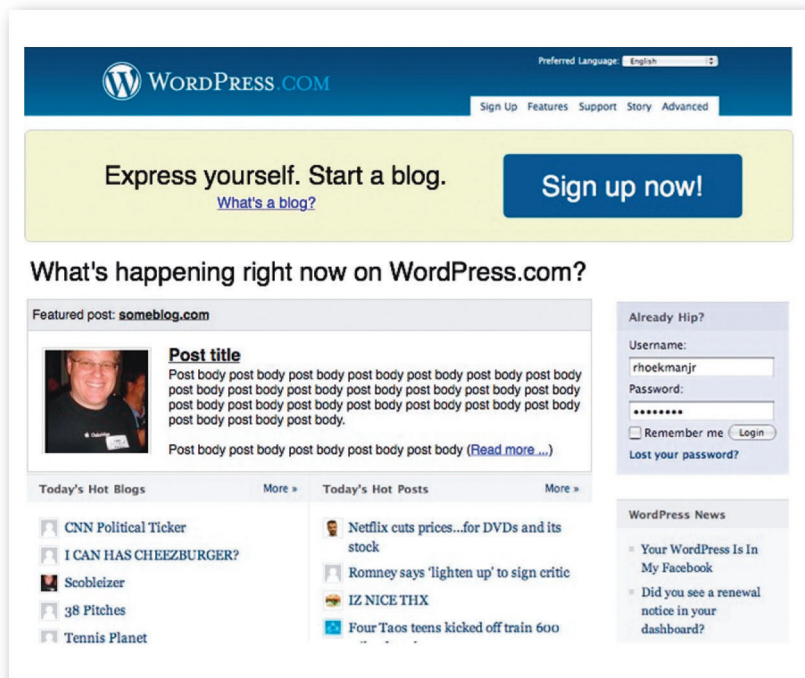 Preferred Language: English
WORDPRESS.COM
Sign Up Features Support Story Advanced
Express yourself. Start a blog.
What's a blog?
Sign up now!
What's happening right now on WordPress.com?
Featured post: someblog.com
Post title
Post body post body post body post body post body post body post body
post body post body post body post body post body post body post body
post body post body post body post body post body post body post body
post body post body post body.
Post body post body post body post body post body (Read more ...)
Today's Hot Blogs More »
CNN Political Ticker
I CAN HAS CHEEZBURGER?
Scobleizer
38 Pitches
Tennis Planet
Today's Hot Posts More »
Netflix cuts prices...for DVDs and its
stock
Romney says 'lighten up' to sign critic
IZ NICE THX
Four Taos teens kicked off train 600
Already Hip?
Username:
rhoekmanjr
Password:
••••••••
Remember me Login
Lost your password?
WordPress News
Your WordPress Is In
My Facebook
Did you see a renewal
notice in your
dashboard?